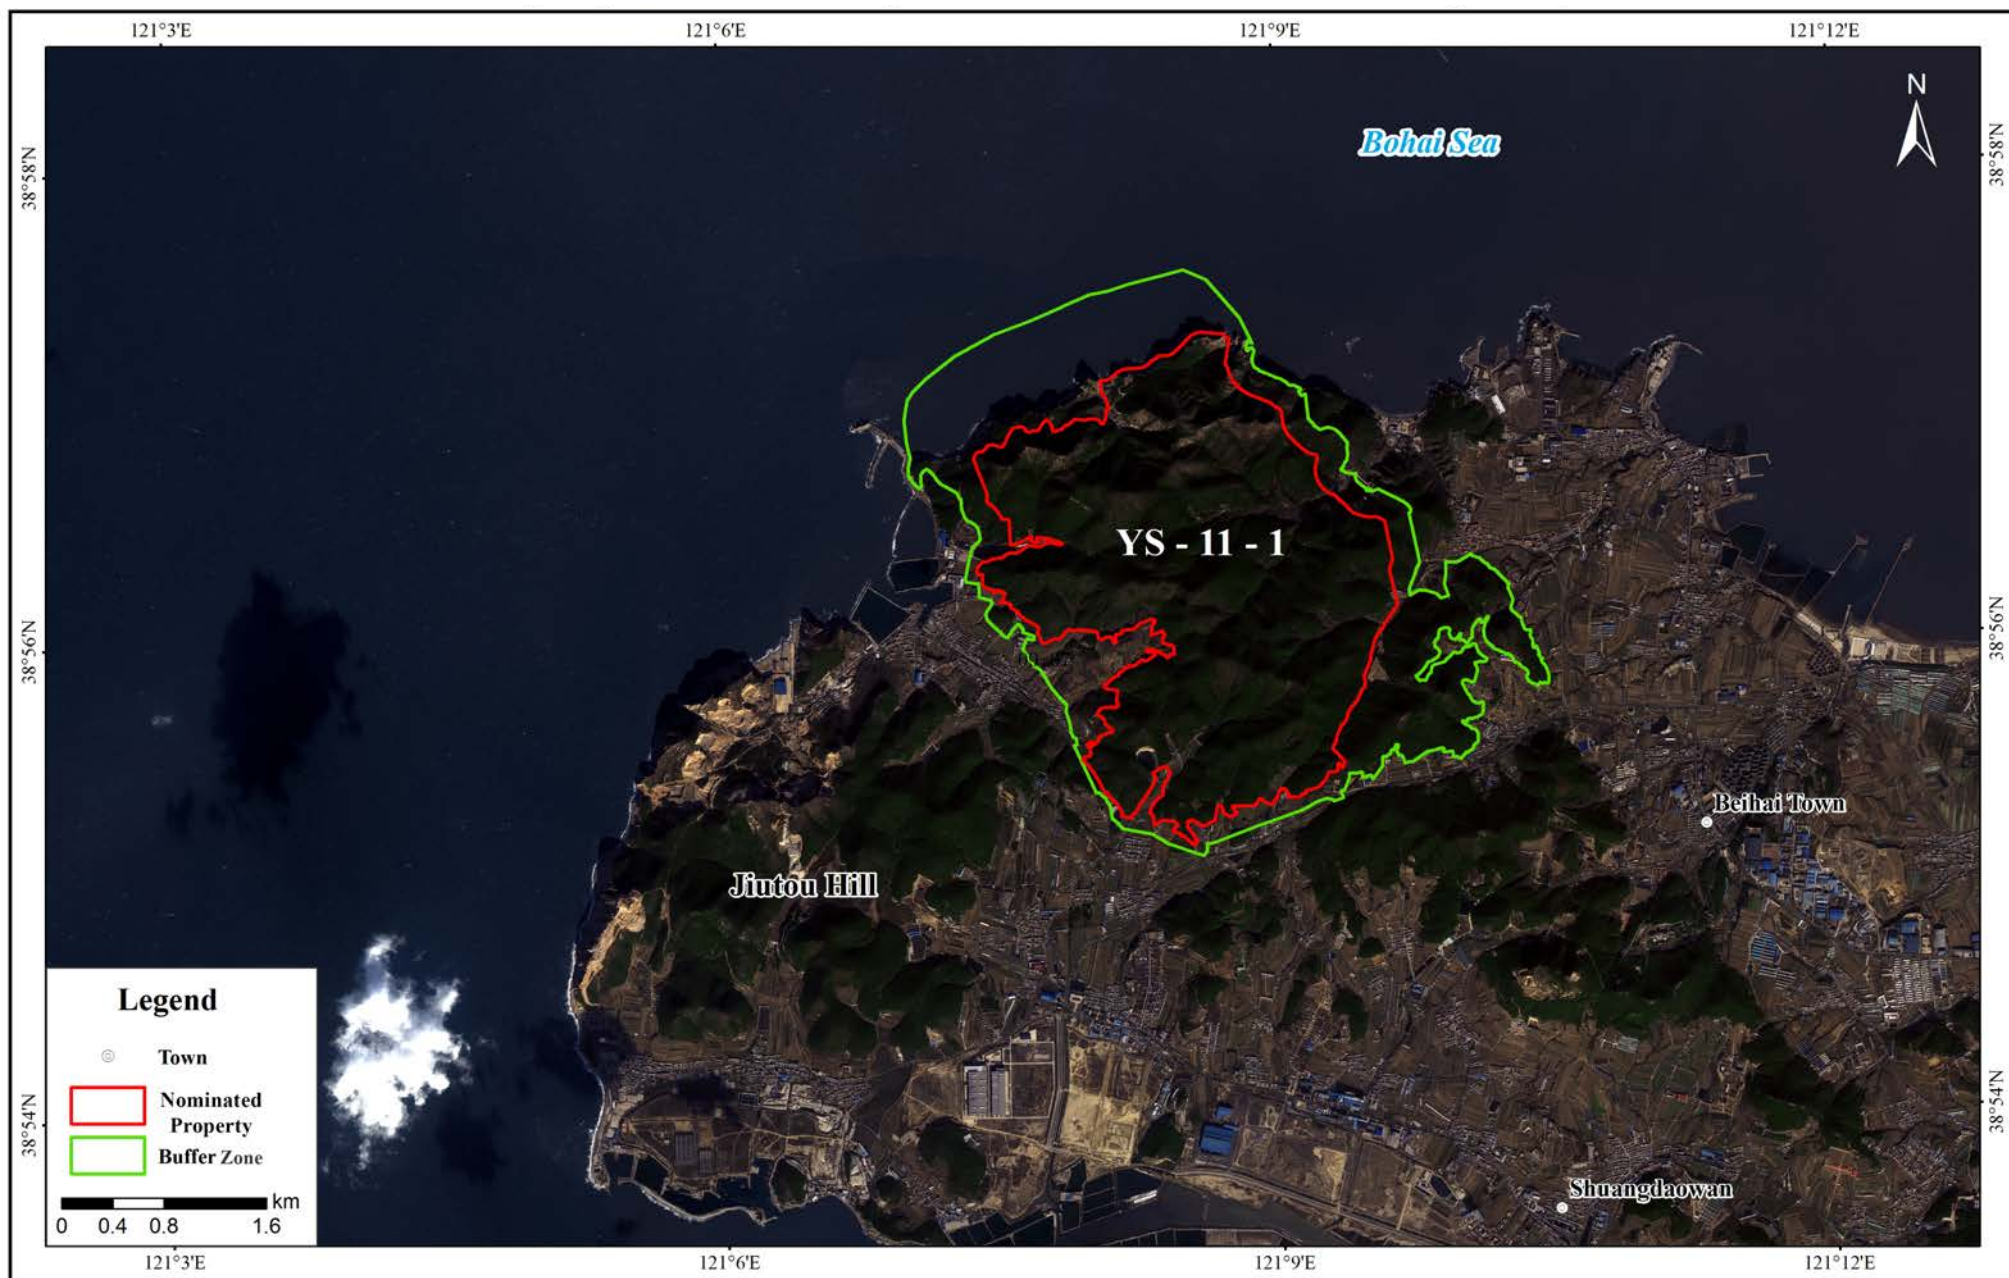 121°3'E 121°6'E 121°9'E 121°12'E
N
Bohai Sea
38°58'N 38°58'N
YS - 11 - 1
38°56'N 38°56'N
Beihai Town
Jiutou Hill
Legend
Town
Nominated
Property
Buffer Zone
km
0 0.4 0.8 1.6
38°54'N 38°54'N
Shuangdaowan
121°3'E 121°6'E 121°9'E 121°12'E